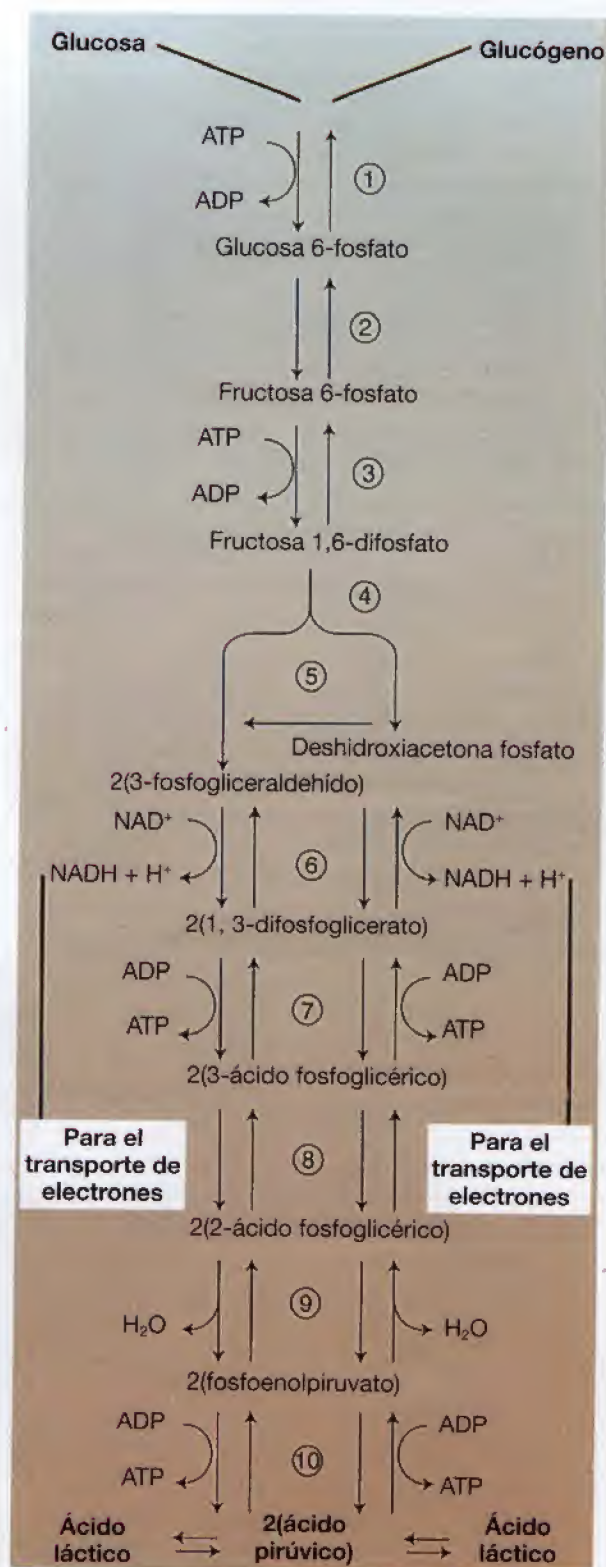 Glucosa
Glucógeno
ATP
ADP
①
Glucosa 6-fosfato
②
Fructosa 6-fosfato
ATP
ADP
③
Fructosa 1,6-difosfato
④
⑤
Deshidroxiacetona fosfato
2(3-fosfogliceraldehído)
NAD⁺
NAD⁺
⑥
NADH + H⁺
NADH + H⁺
2(1, 3-difosfoglicerato)
ADP
ADP
⑦
ATP
ATP
2(3-ácido fosfoglicérico)
Para el
transporte de
electrones
⑧
Para el
transporte de
electrones
2(2-ácido fosfoglicérico)
⑨
H₂O
H₂O
2(fosfoenolpiruvato)
ADP
ADP
⑩
ATP
ATP
Ácido
láctico
2(ácido
pirúvico)
Ácido
láctico